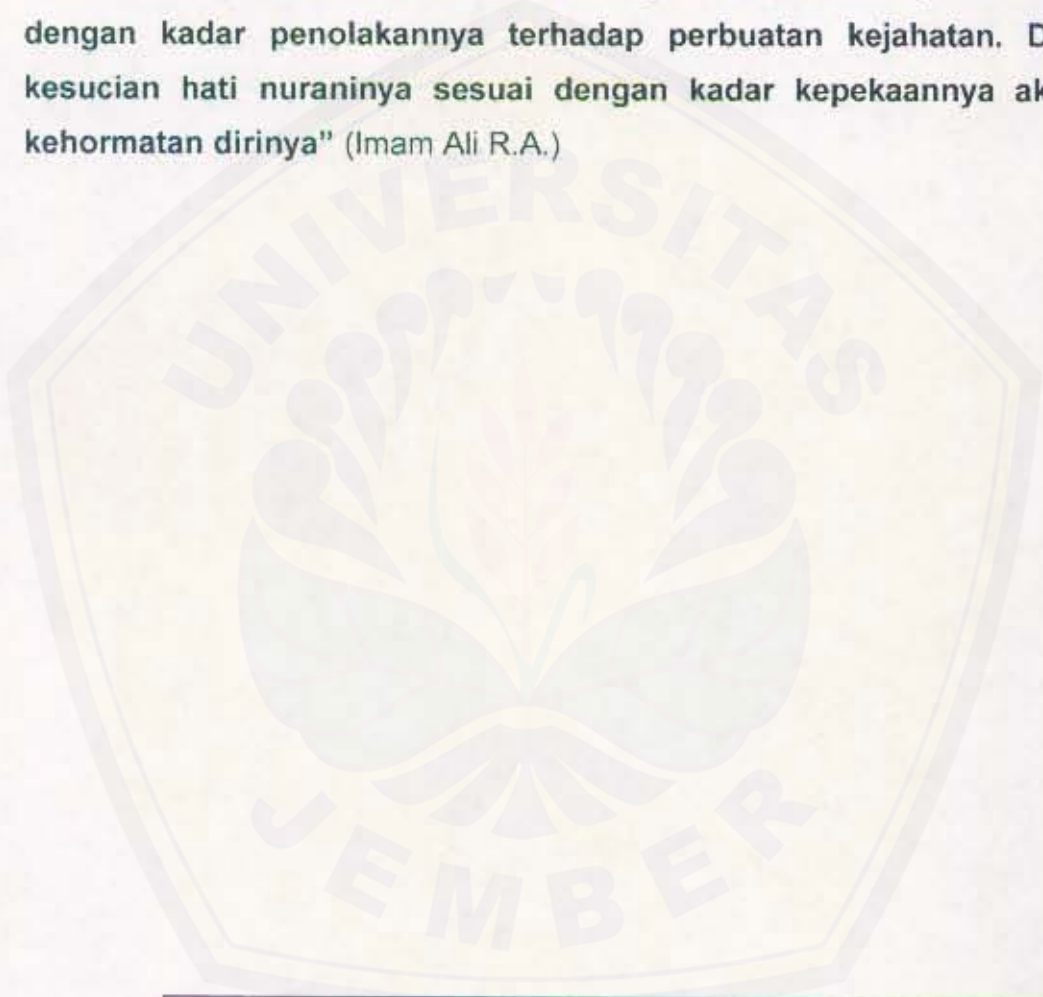 dengan kadar penolakannya terhadap perbuatan kejahatan. D
kesucian hati nuraninya sesuai dengan kadar kepekaannya ak
kehormatan dirinya" (Imam Ali R.A.)
UNIVERSITAS
JEMBER